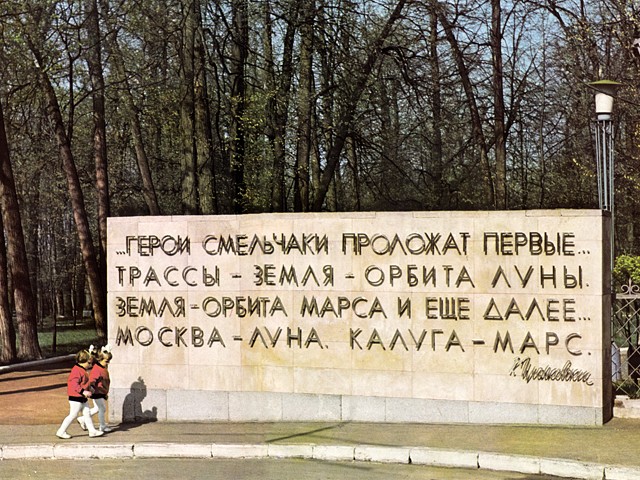 ...ГЕРОИ СМЕЛЬЧАКИ ПРОЛОЖАТ ПЕРВЫЕ...
ТРАССЫ - ЗЕМЛЯ - ОРБИТА ЛУНЫ.
ЗЕМЛЯ - ОРБИТА МАРСА И ЕЩЕ ДАЛЕЕ...
МОСКВА - ЛУНА. КАЛУГА - МАРС.
К Циолковский